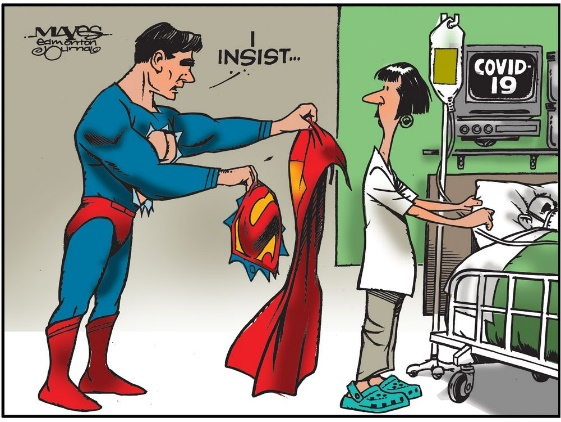 MAYES
edmonton
journal
I
INSIST...
COVID-
19
S